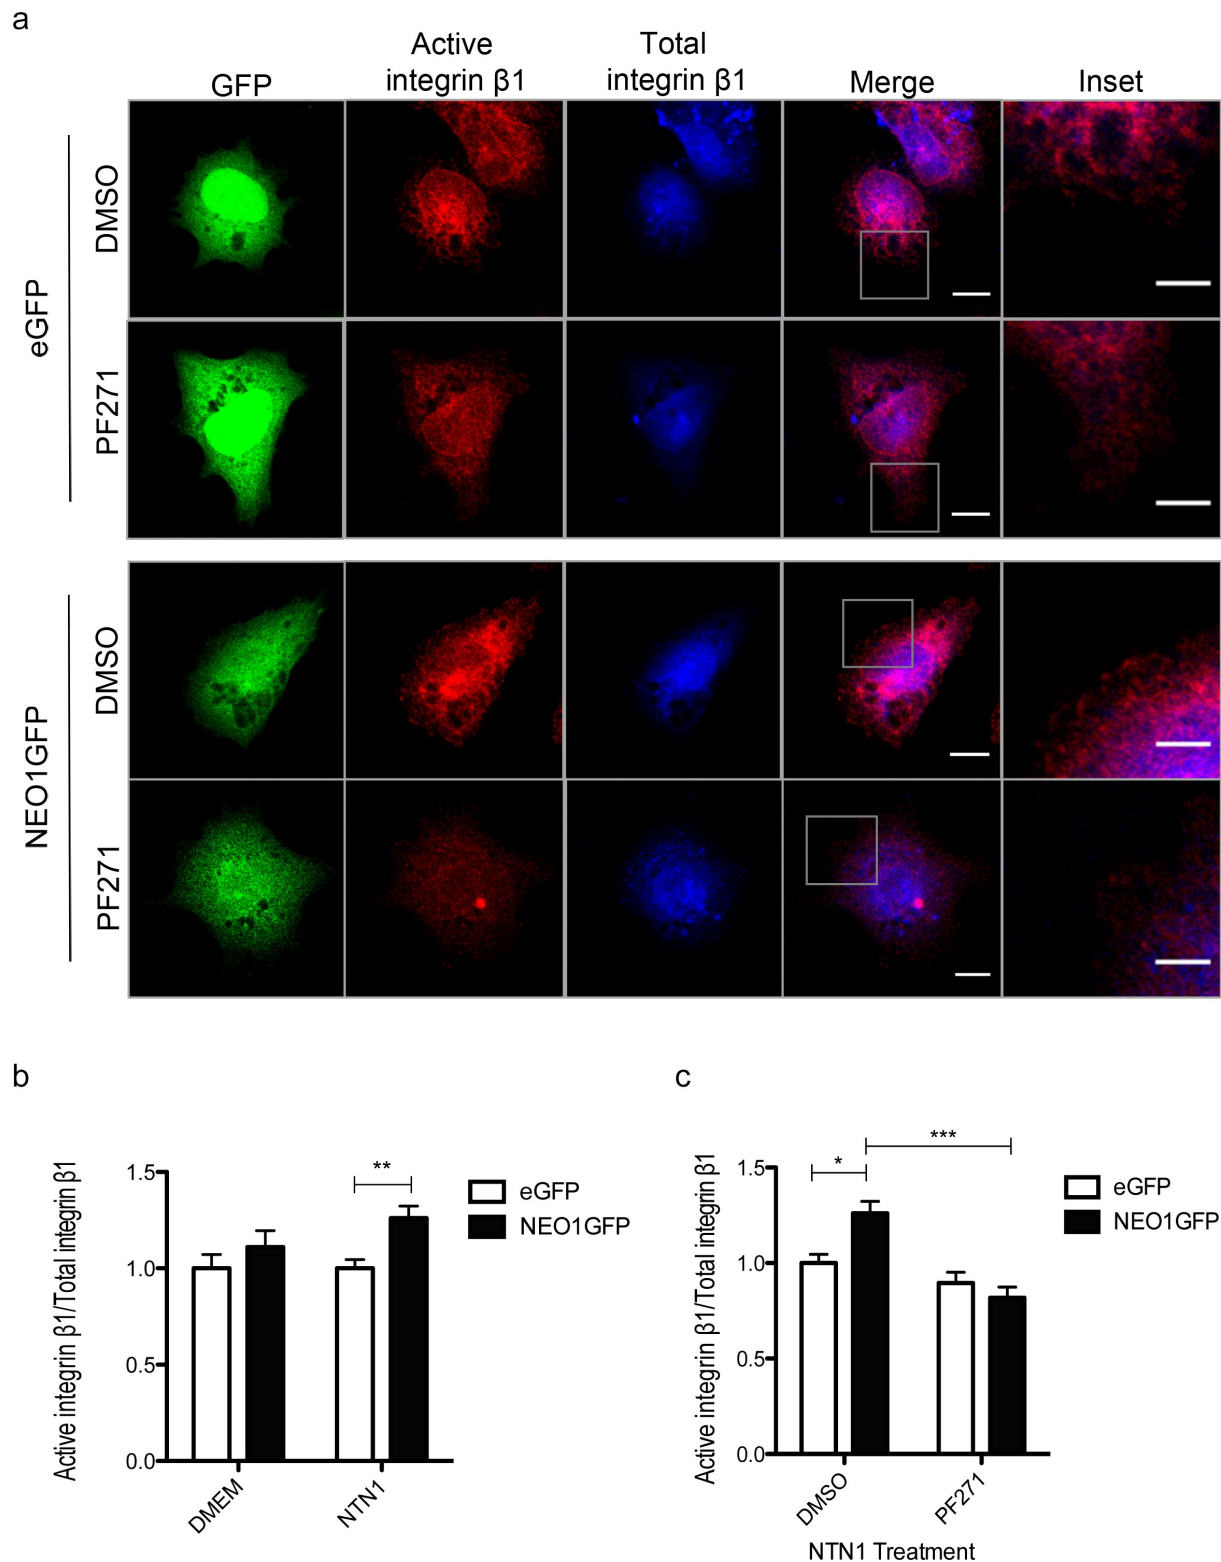 a
GFP
Active
integrin β1
Total
integrin β1
Merge
Inset
eGFP
DMSO
PF271
NEO1GFP
DMSO
PF271
b
Active integrin β1/Total integrin β1
1.5
1.0
0.5
0.0
**
DMEM
NTN1
eGFP
NEO1GFP
c
Active integrin β1/Total integrin β1
1.5
1.0
0.5
0.0
*
***
DMSO
PF271
NTN1 Treatment
eGFP
NEO1GFP